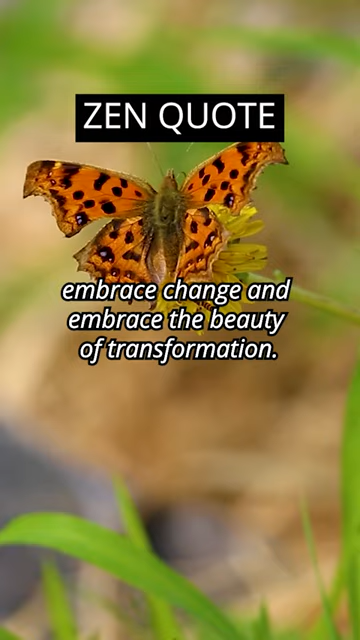 ZEN QUOTE
embrace change and
embrace the beauty
of transformation.